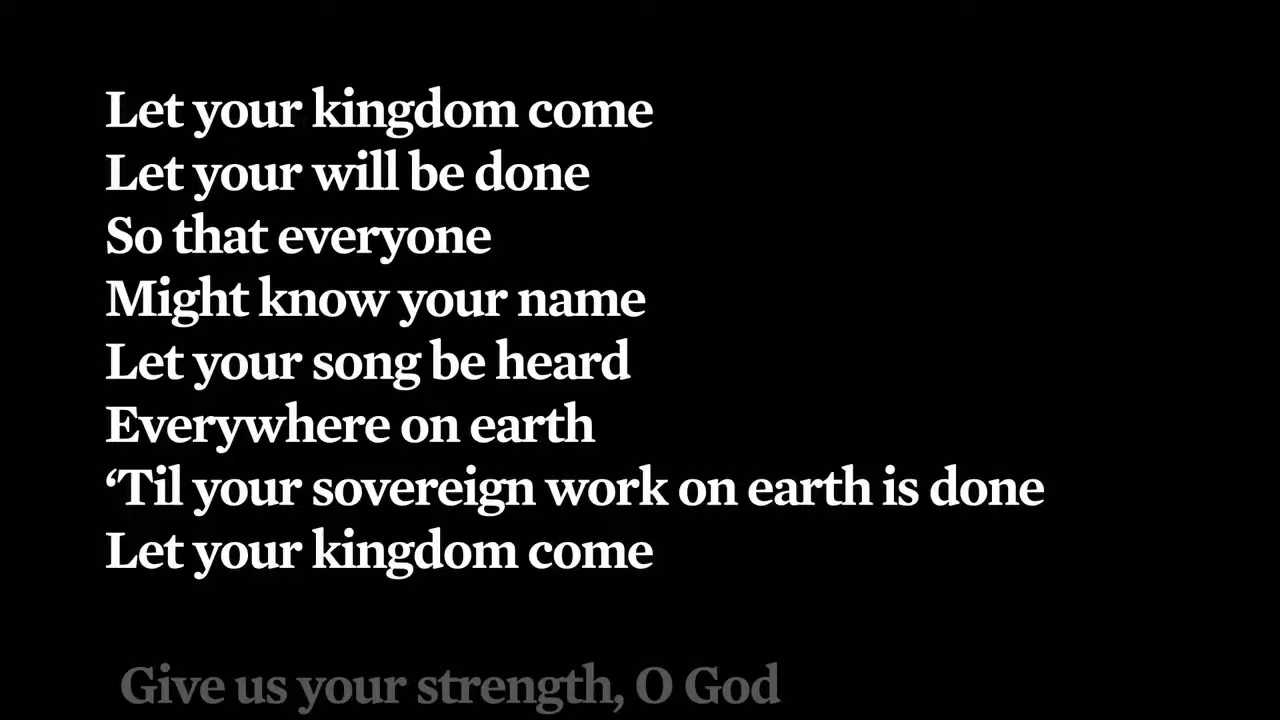 Let your kingdom come
Let your will be done
So that everyone
Might know your name
Let your song be heard
Everywhere on earth
‘Til your sovereign work on earth is done
Let your kingdom come
Give us your strength, O God